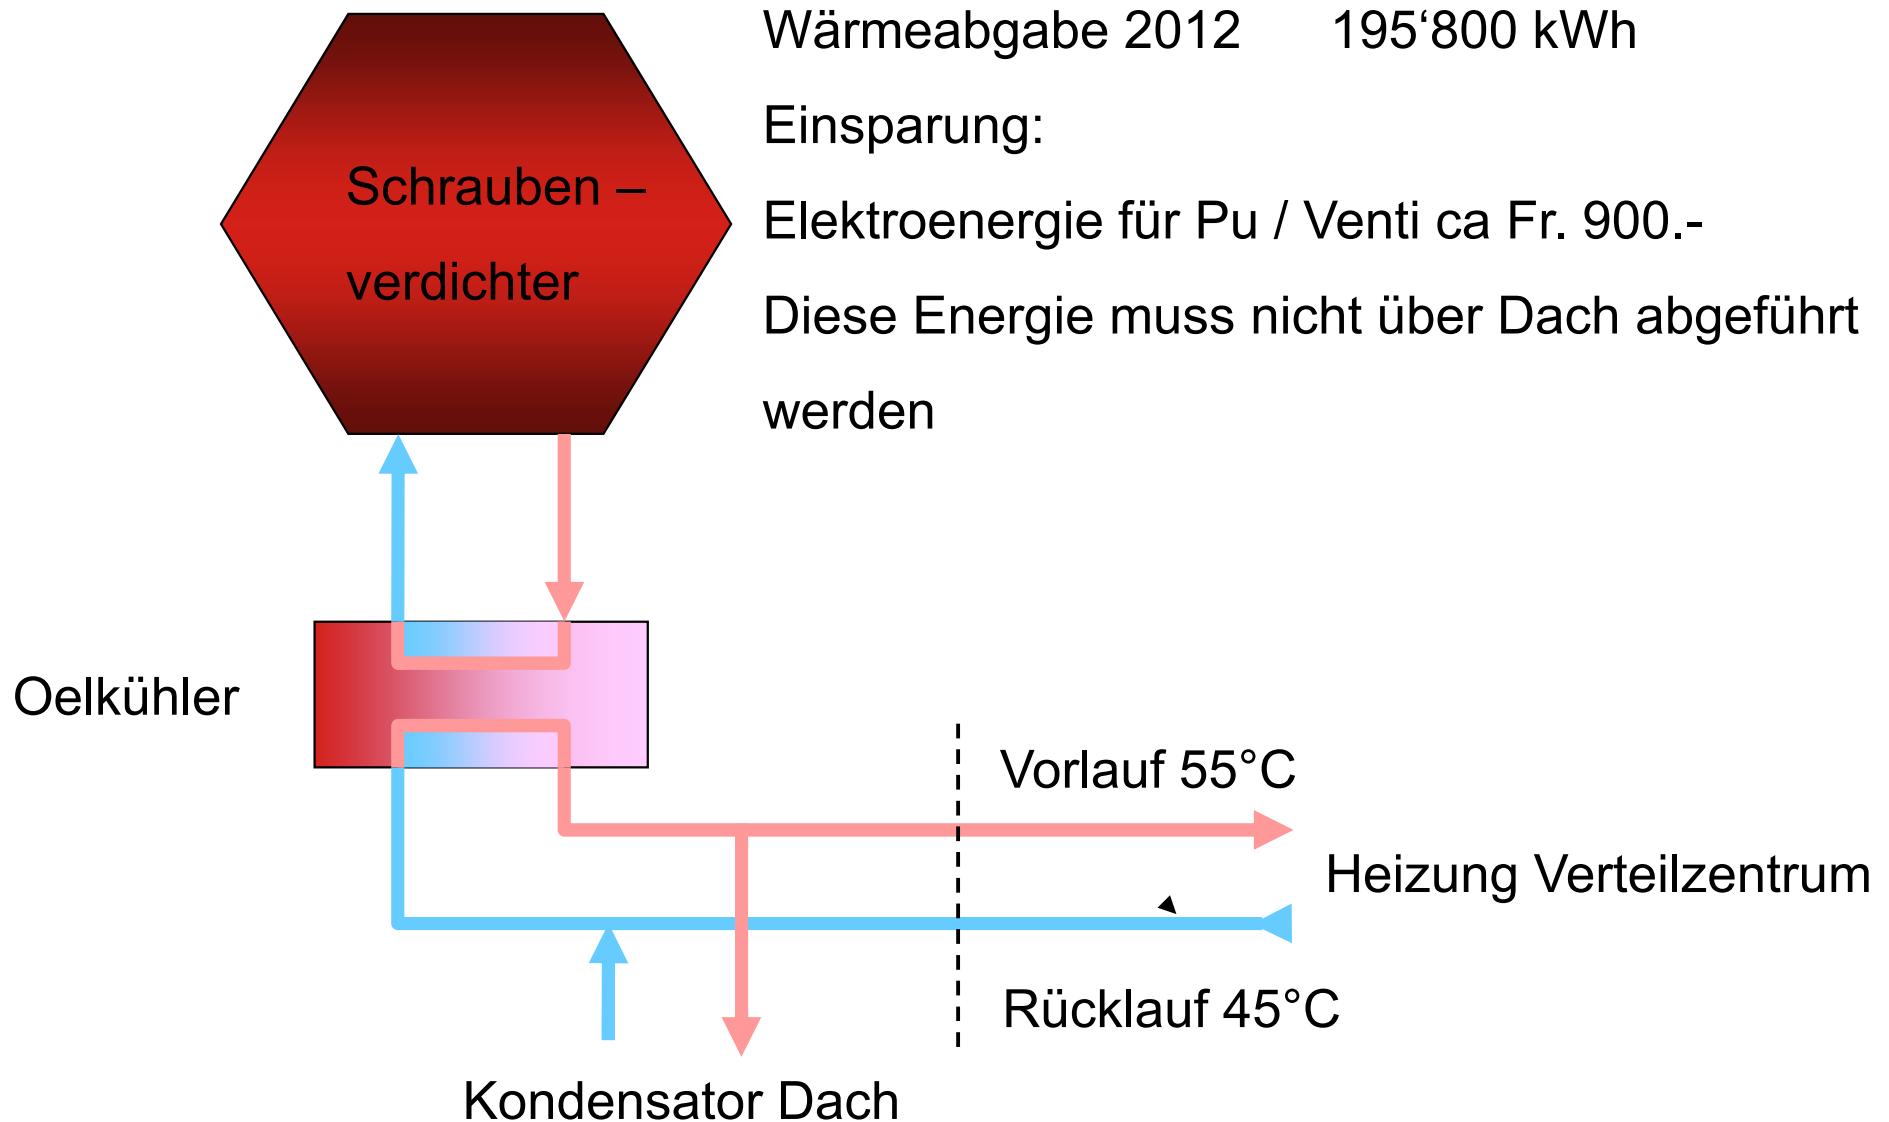 Wärmeabgabe 2012 195‘800 kWh
Einsparung:
Elektroenergie für Pu / Venti ca Fr. 900.-
Diese Energie muss nicht über Dach abgeführt
werden
Schrauben –
verdichter
Oelkühler
Vorlauf 55°C
Heizung Verteilzentrum
Rücklauf 45°C
Kondensator Dach